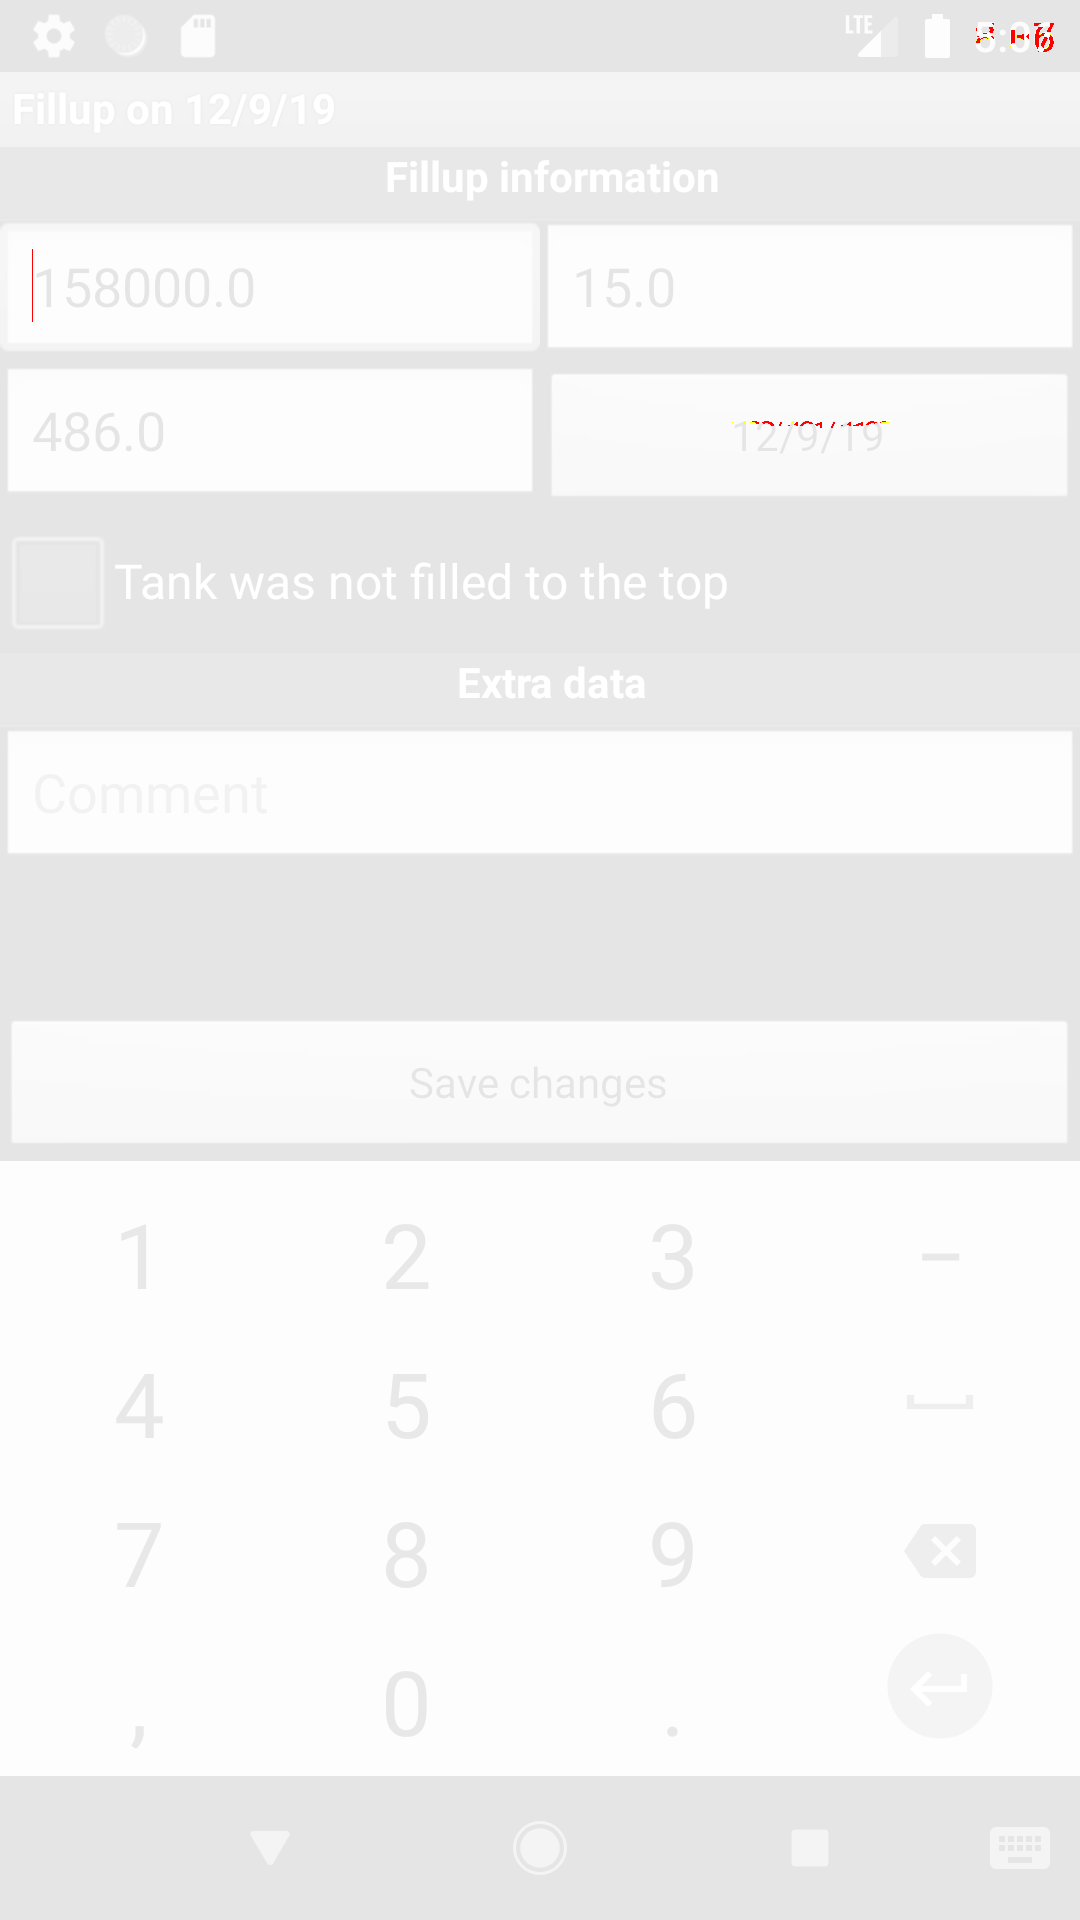 LTE
Fillup on 12/9/19
Fillup information
158000.0 15.0
486.0 12/9/19
Tank was not filled to the top
Extra data
Comment
Save changes
1 2 3 –
4 5 6
7 8 9
, 0 .